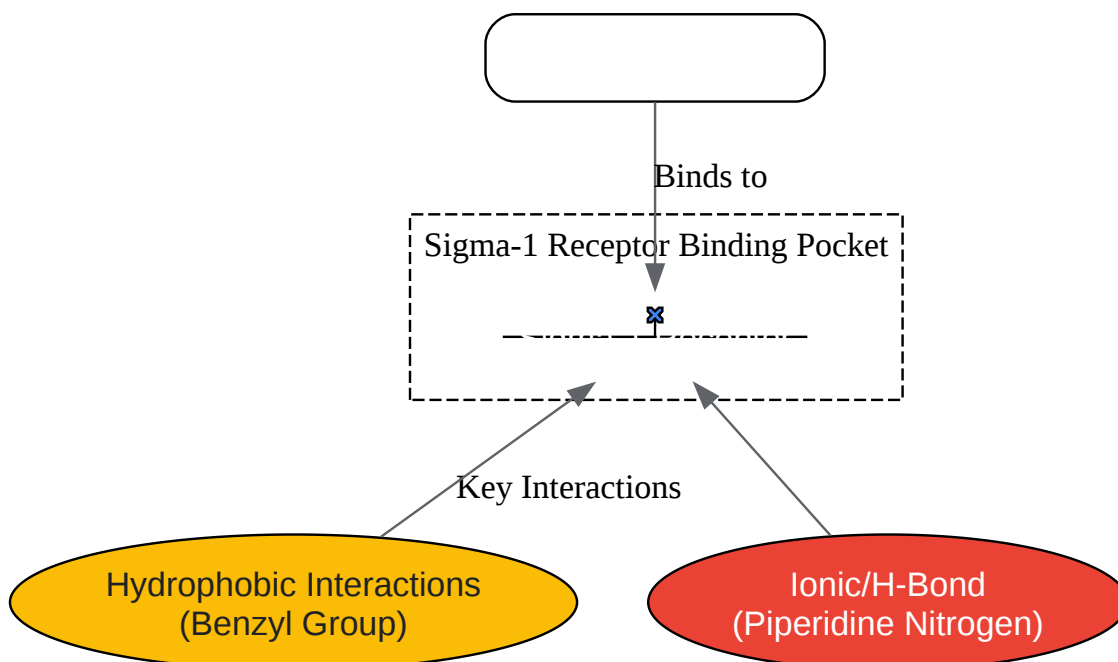 Binds to
Sigma-1 Receptor Binding Pocket
Key Interactions
Hydrophobic Interactions
(Benzyl Group)
Ionic/H-Bond
(Piperidine Nitrogen)